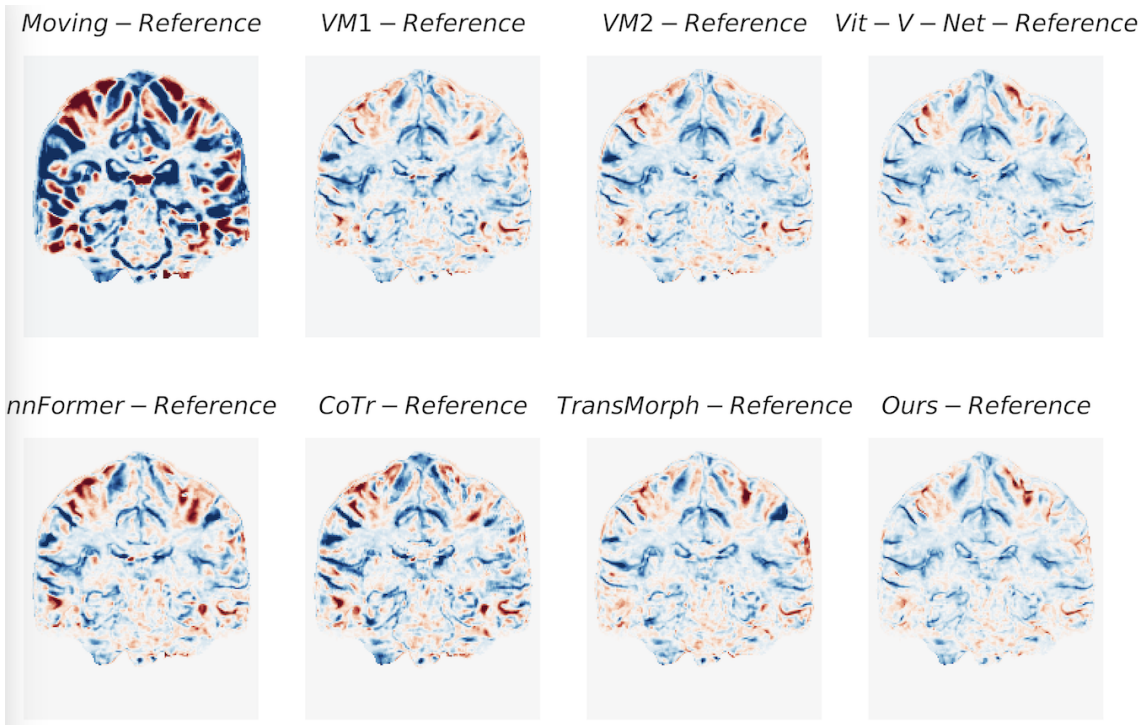 Moving − Reference
VM1 − Reference
VM2 − Reference
Vit − V − Net − Reference
nnFormer − Reference
CoTr − Reference
TransMorph − Reference
Ours − Reference